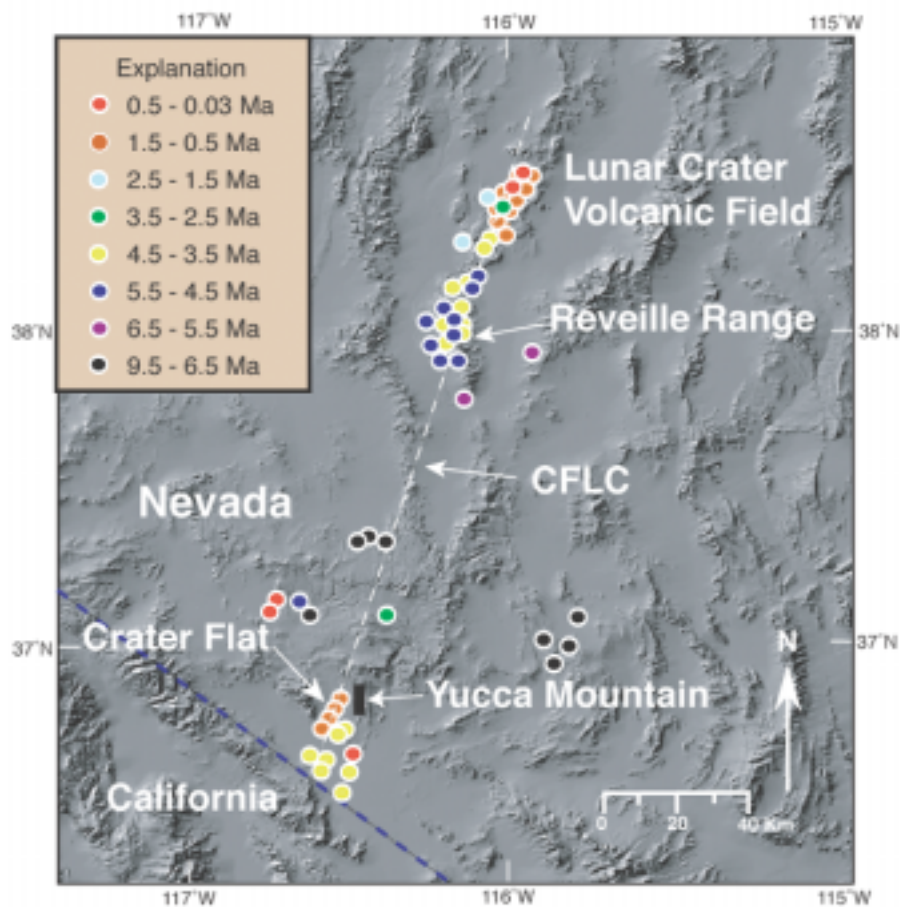 117°W 116°W 115°W
Explanation
0.5 - 0.03 Ma
1.5 - 0.5 Ma
2.5 - 1.5 Ma
3.5 - 2.5 Ma
4.5 - 3.5 Ma
5.5 - 4.5 Ma
6.5 - 5.5 Ma
9.5 - 6.5 Ma
Lunar Crater
Volcanic Field
38°N Reveille Range 38°N
CFLC
Nevada
37°N Crater Flat N 37°N
Yucca Mountain
California
0 20 40 Km
117°W 116°W 115°W